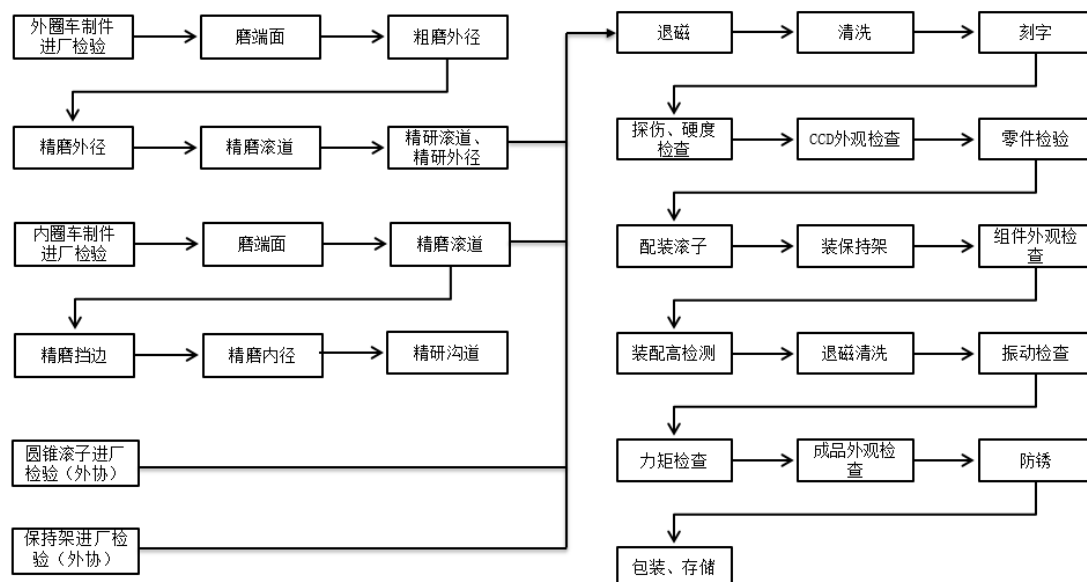 外圈车制件
进厂检验
磨端面
粗磨外径
精磨外径
精磨滚道
精研滚道、
精研外径
内圈车制件
进厂检验
磨端面
精磨滚道
精磨挡边
精磨内径
精研沟道
圆锥滚子进厂
检验（外协）
保持架进厂检
验（外协）
退磁
清洗
刻字
探伤、硬度
检查
CCD外观检查
零件检验
配装滚子
装保持架
组件外观检
查
装配高检测
退磁清洗
振动检查
力矩检查
成品外观检
查
防锈
包装、存储